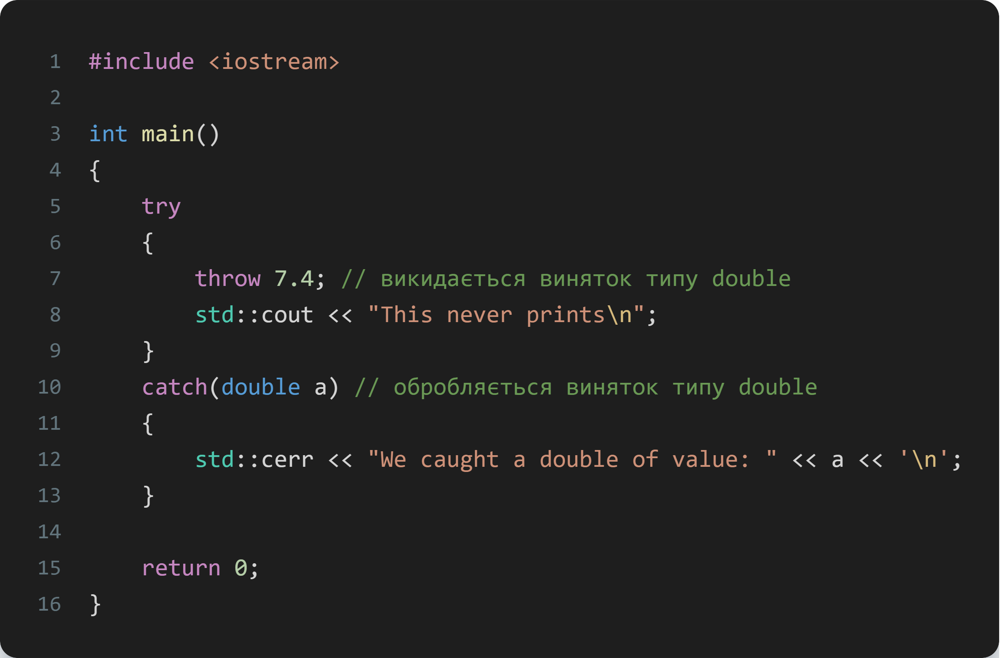 1 #include <iostream>
2
3 int main()
4 {
5     try
6     {
7         throw 7.4; // викидається виняток типу double
8         std::cout << "This never prints\n";
9     }
10     catch(double a) // обробляється виняток типу double
11     {
12         std::cerr << "We caught a double of value: " << a << '\n';
13     }
14
15     return 0;
16 }